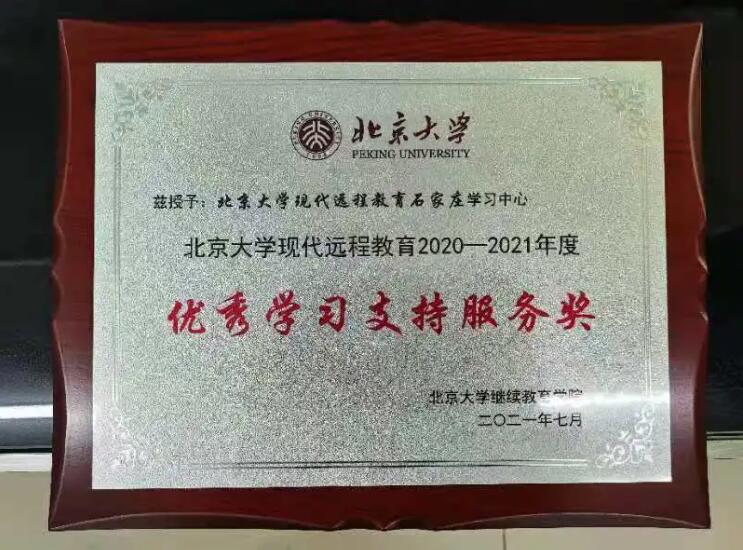 北京大学
PEKING UNIVERSITY
兹授予：北京大学现代远程教育石家庄学习中心
北京大学现代远程教育2020—2021年度
优秀学习支持服务奖
北京大学继续教育学院
二〇二一年七月